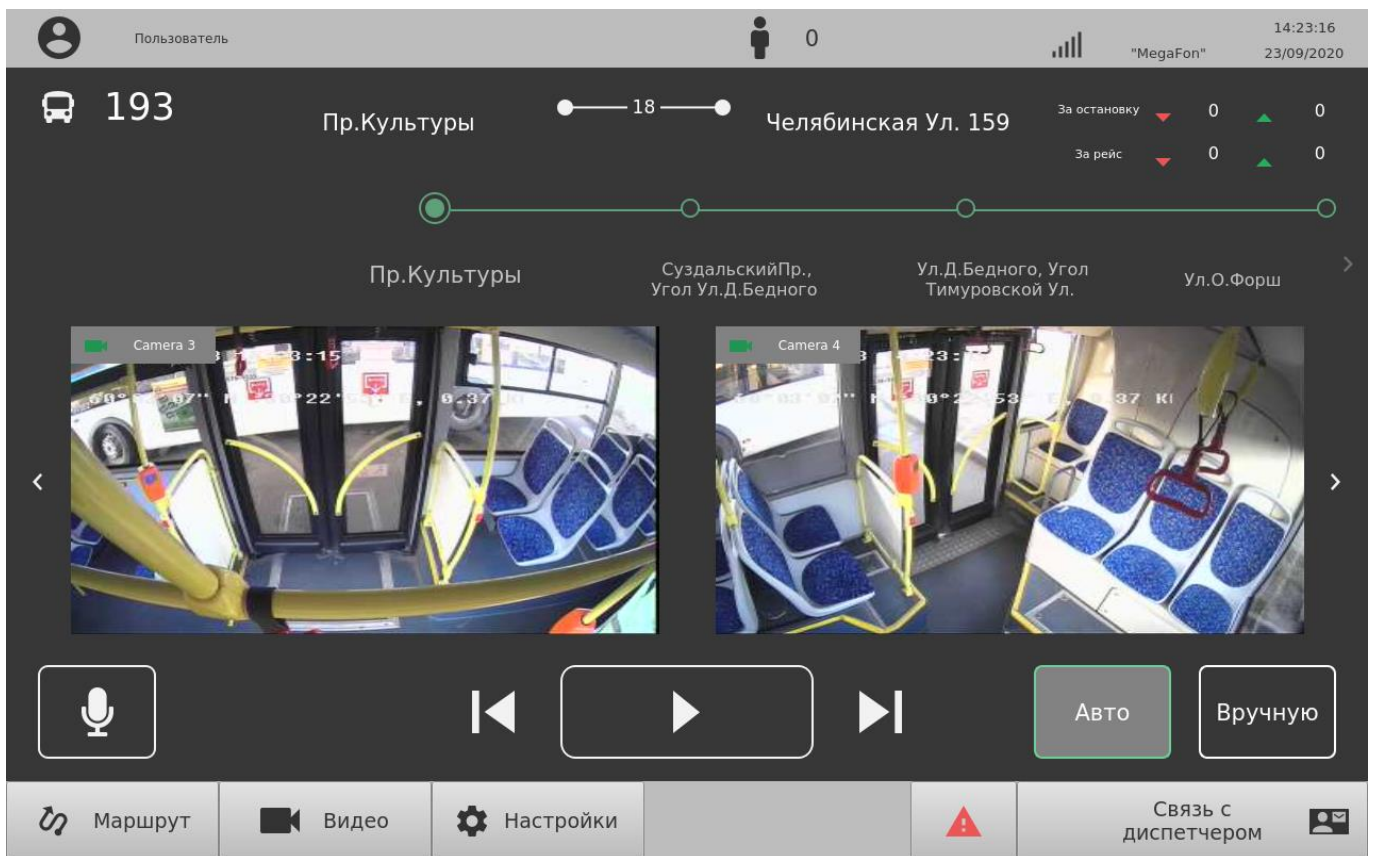 Пользователь
0
"MegaFon"
14:23:16
23/09/2020
193
Пр.Культуры
18
Челябинская Ул. 159
За остановку 0 0
За рейс 0 0
Пр.Культуры
СуздальскийПр.,
Угол Ул.Д.Бедного
Ул.Д.Бедного, Угол
Тимуровской Ул.
Ул.О.Форш
Camera 3
Camera 4
Авто
Вручную
Маршрут
Видео
Настройки
Связь с
диспетчером